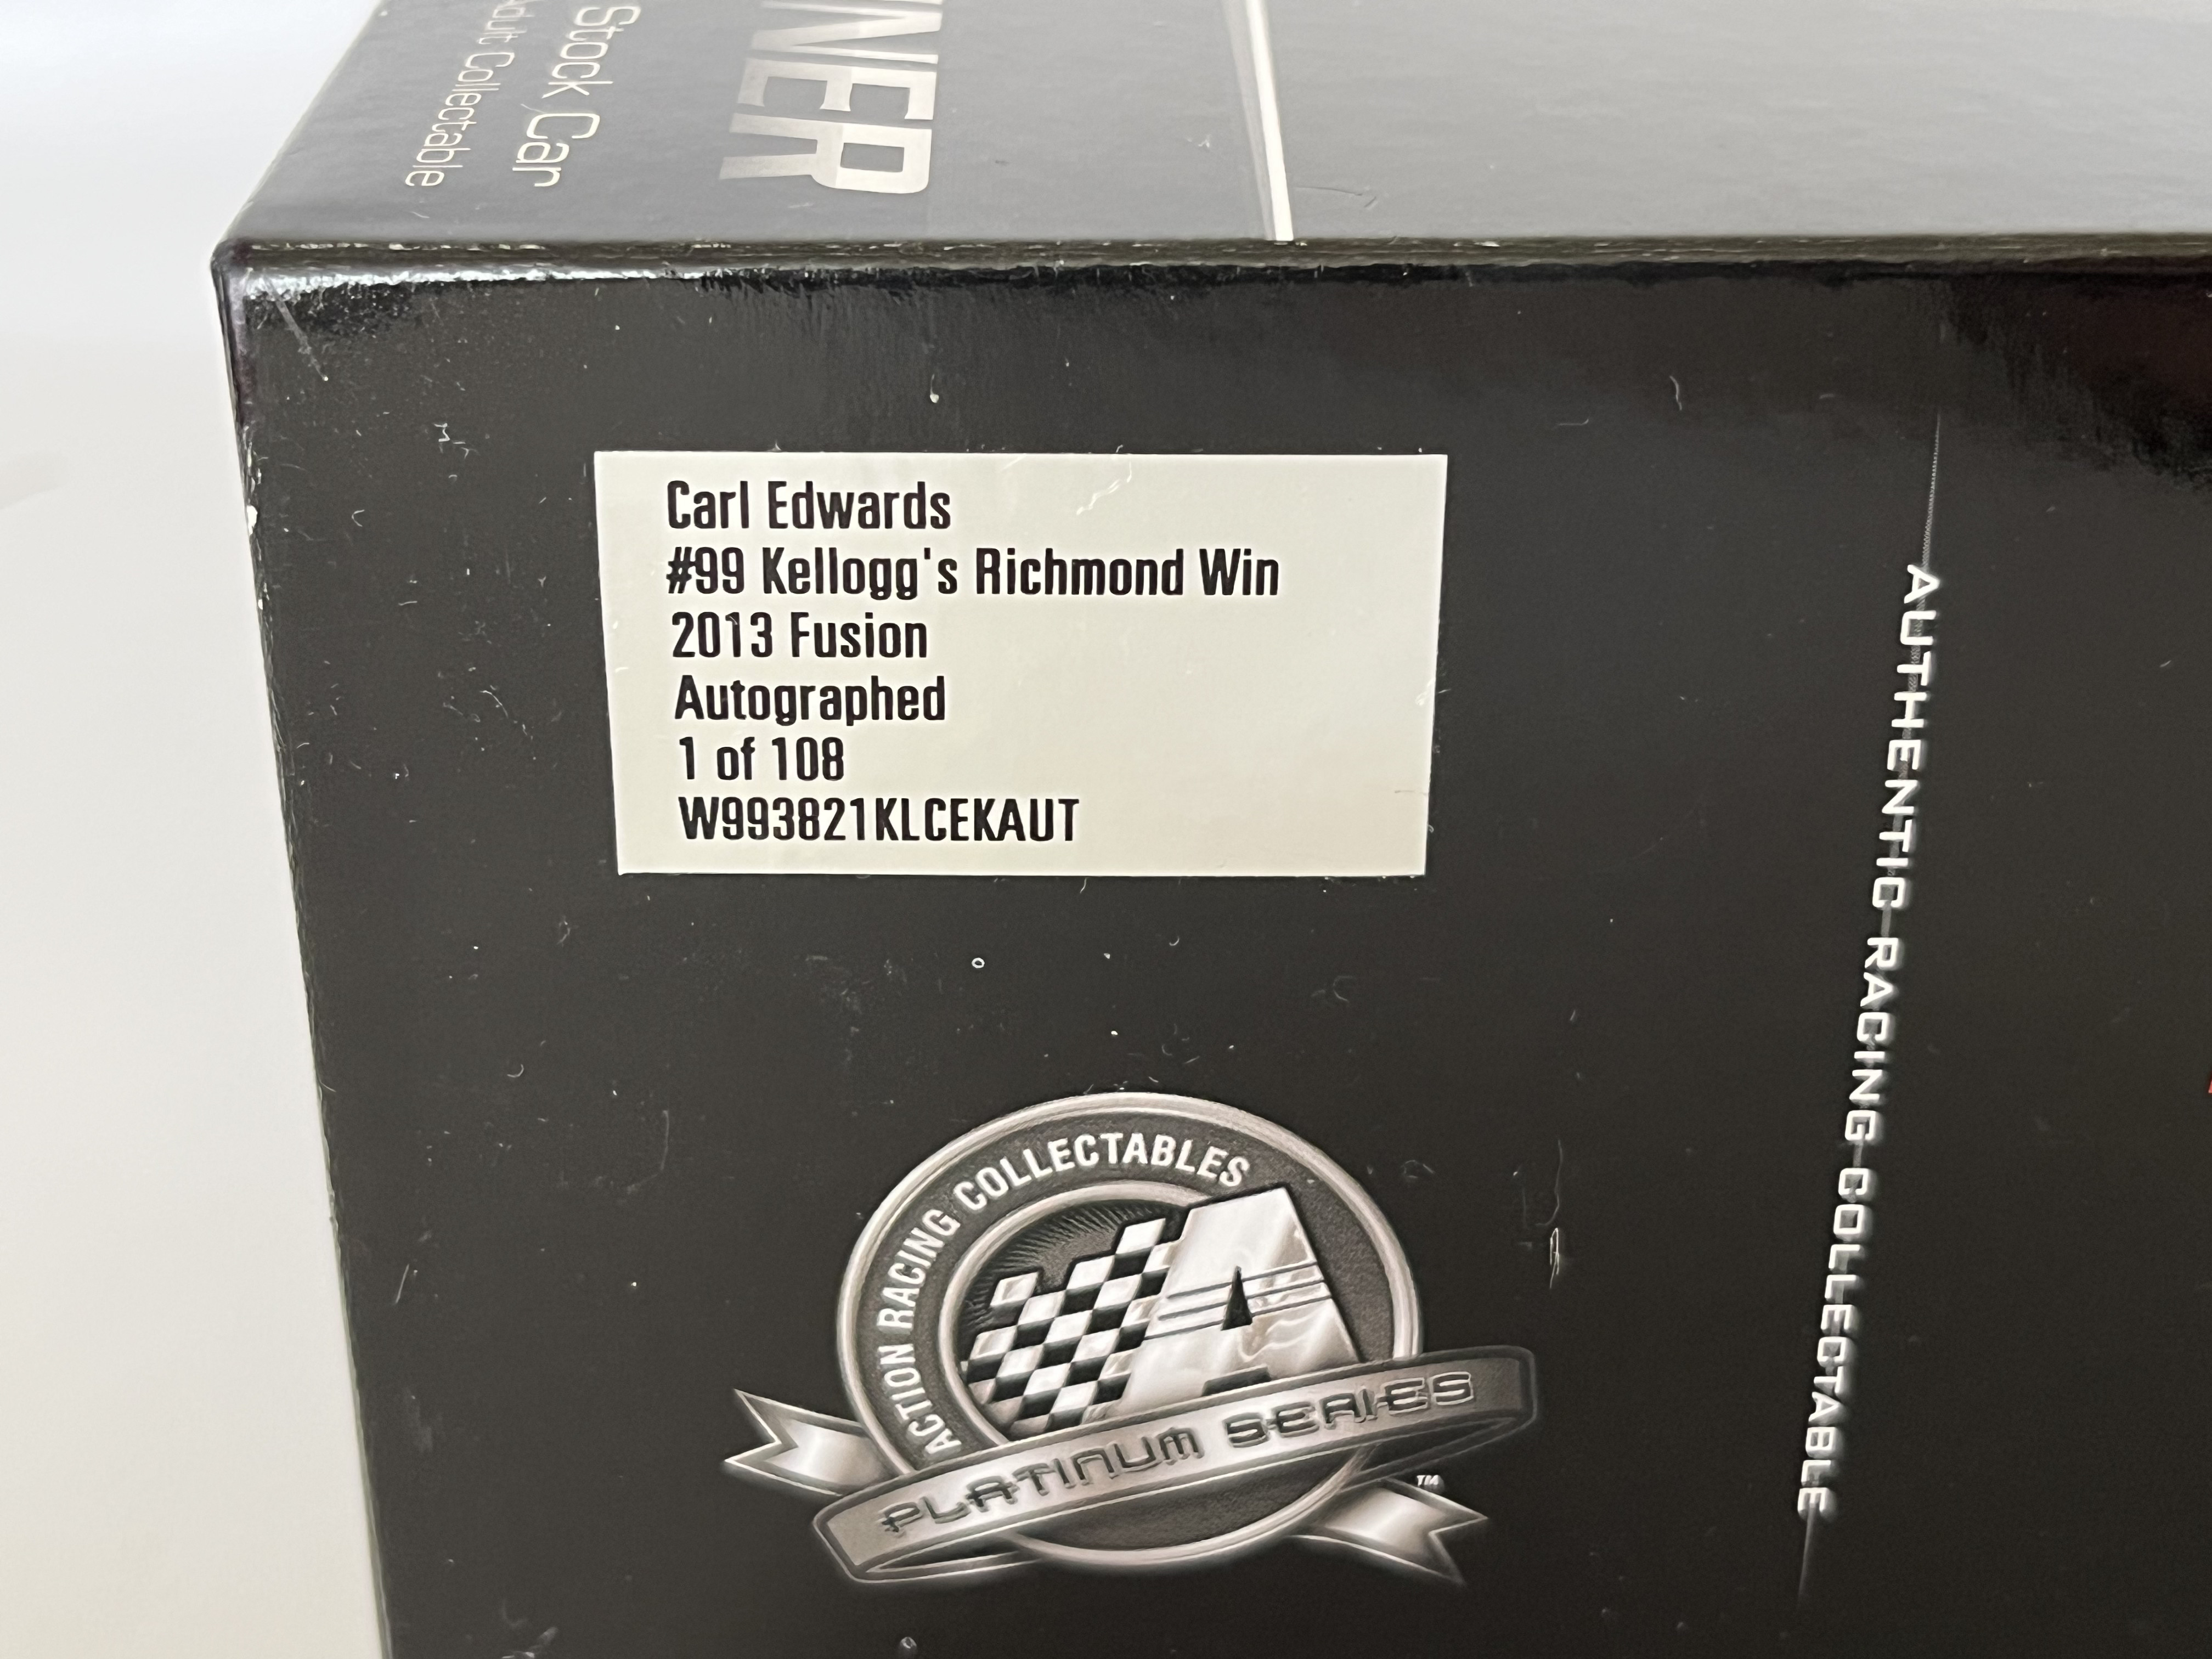 Stock Car
Collectable
Carl Edwards
#99 Kellogg's Richmond Win
2013 Fusion
Autographed
1 of 108
W993821KLCEKAUT
AUTHENTIC RACING COLLECTABLE
ACTION RACING COLLECTABLES
A
PLATINUM SERIES
TM